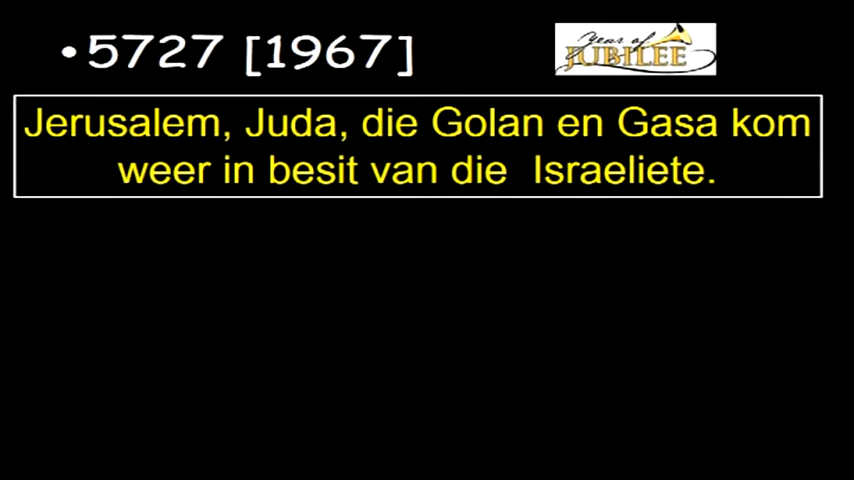 •5727 [1967]
Year of
JUBILEE
Jerusalem, Juda, die Golan en Gasa kom
weer in besit van die Israeliete.